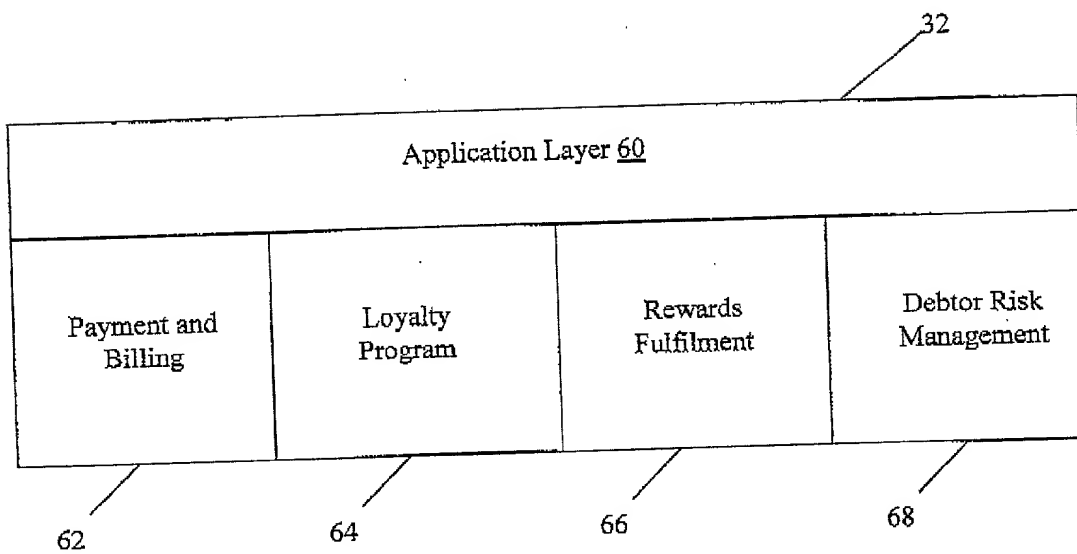 32
Application Layer 60
Payment and
Billing
Loyalty
Program
Rewards
Fulfilment
Debtor Risk
Management
62
64
66
68